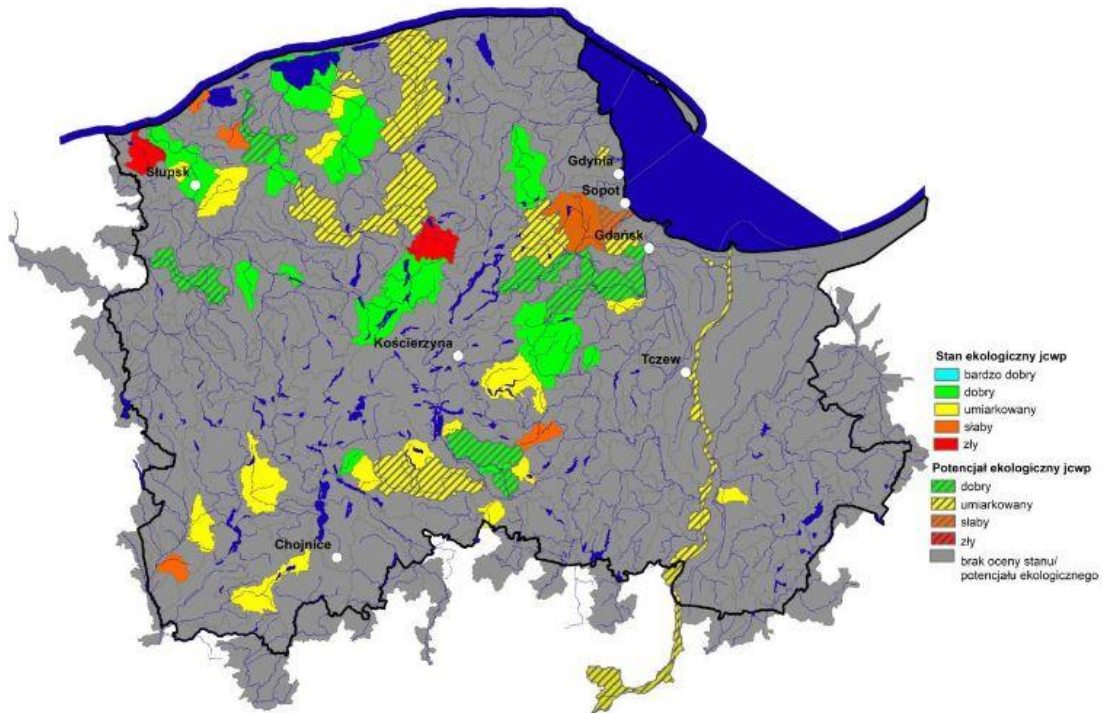 Gdynia
Słupsk
Sopot
Gdańsk
Kościerzyna
Tczew
Chojnice
Stan ekologiczny jcwp
bardzo dobry
dobry
umiarkowany
słaby
zły
Potencjał ekologiczny jcwp
dobry
umiarkowany
słaby
zły
brak oceny stanu/
potencjału ekologicznego